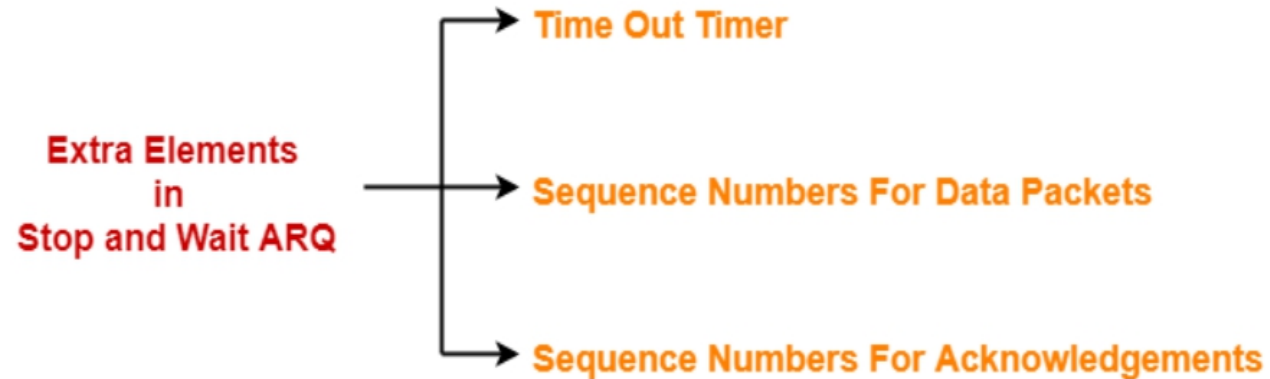 Extra Elements
in
Stop and Wait ARQ
Time Out Timer
Sequence Numbers For Data Packets
Sequence Numbers For Acknowledgements